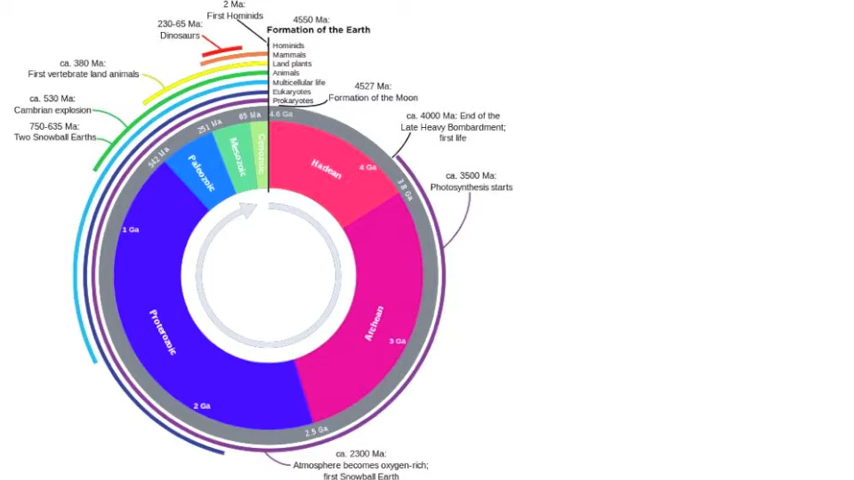 2 Ma:
First Hominids
4550 Ma:
Formation of the Earth
230-65 Ma:
Dinosaurs
Hominids
Mammals
Land plants
Animals
Multicellular life
Eukaryotes
Prokaryotes
ca. 380 Ma:
First vertebrate land animals
ca. 530 Ma:
Cambrian explosion
750-635 Ma:
Two Snowball Earths
4527 Ma:
Formation of the Moon
ca. 4000 Ma: End of the
Late Heavy Bombardment;
first life
ca. 3500 Ma:
Photosynthesis starts
4.6 Ga
65 Ma
251 Ma
542 Ma
Cenozoic
Mesozoic
Paleozoic
Hadean
4 Ga
3.8 Ga
1 Ga
Proterozoic
Archean
3 Ga
2 Ga
2.5 Ga
ca. 2300 Ma:
Atmosphere becomes oxygen-rich;
first Snowball Earth